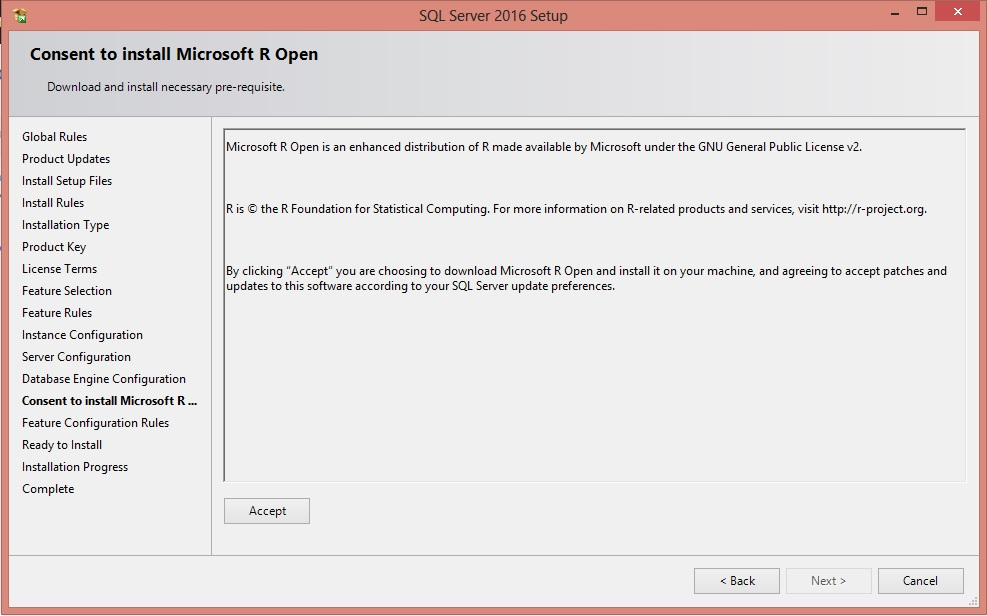 SQL Server 2016 Setup
Consent to install Microsoft R Open
Download and install necessary pre-requisite.
Global Rules
Product Updates
Install Setup Files
Install Rules
Installation Type
Product Key
License Terms
Feature Selection
Feature Rules
Instance Configuration
Server Configuration
Database Engine Configuration
Consent to install Microsoft R ...
Feature Configuration Rules
Ready to Install
Installation Progress
Complete
Microsoft R Open is an enhanced distribution of R made available by Microsoft under the GNU General Public License v2.
R is © the R Foundation for Statistical Computing. For more information on R-related products and services, visit http://r-project.org.
By clicking “Accept” you are choosing to download Microsoft R Open and install it on your machine, and agreeing to accept patches and
updates to this software according to your SQL Server update preferences.
Accept
< Back
Next >
Cancel